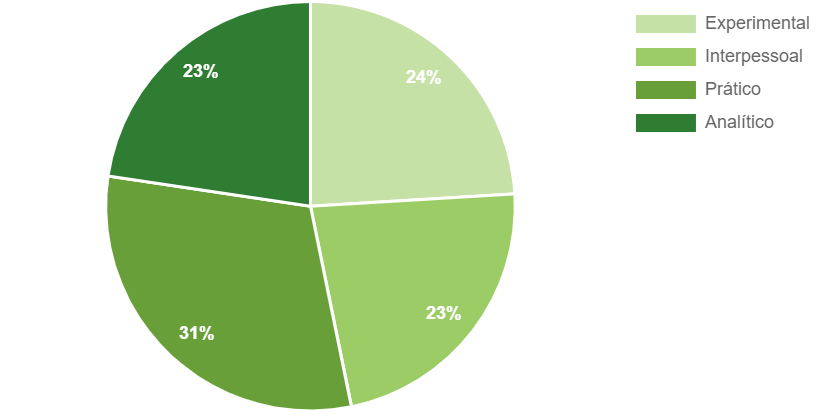 Experimental
Interpessoal
Prático
Analítico
23%
24%
31%
23%